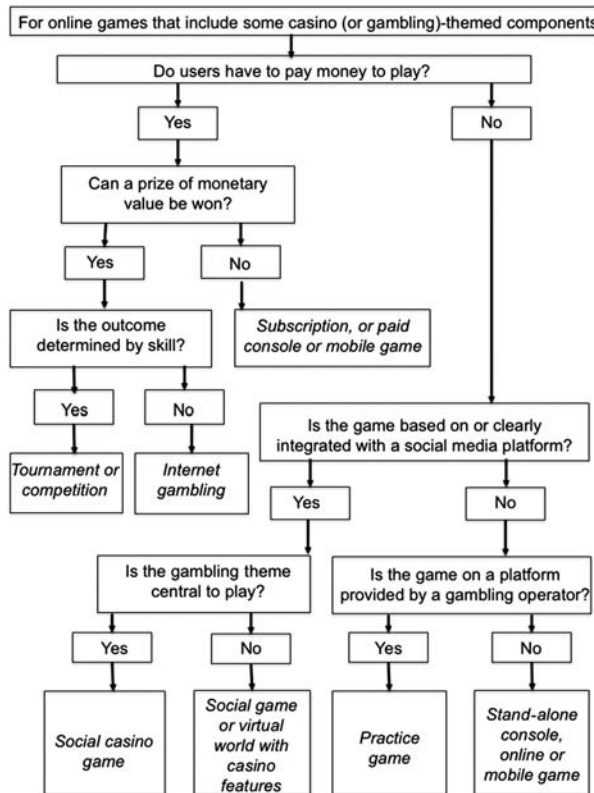 For online games that include some casino (or gambling)-themed components
Do users have to pay money to play?
Yes
No
Can a prize of monetary
value be won?
Yes
No
Is the outcome
determined by skill?
Subscription, or paid
console or mobile game
Yes
No
Is the game based on or clearly
integrated with a social media platform?
Tournament or
competition
Internet
gambling
Yes
No
Is the gambling theme
central to play?
Is the game on a platform
provided by a gambling operator?
Yes
No
Yes
No
Social casino
game
Social game
or virtual
world with
casino
features
Practice
game
Stand-alone
console,
online or
mobile game